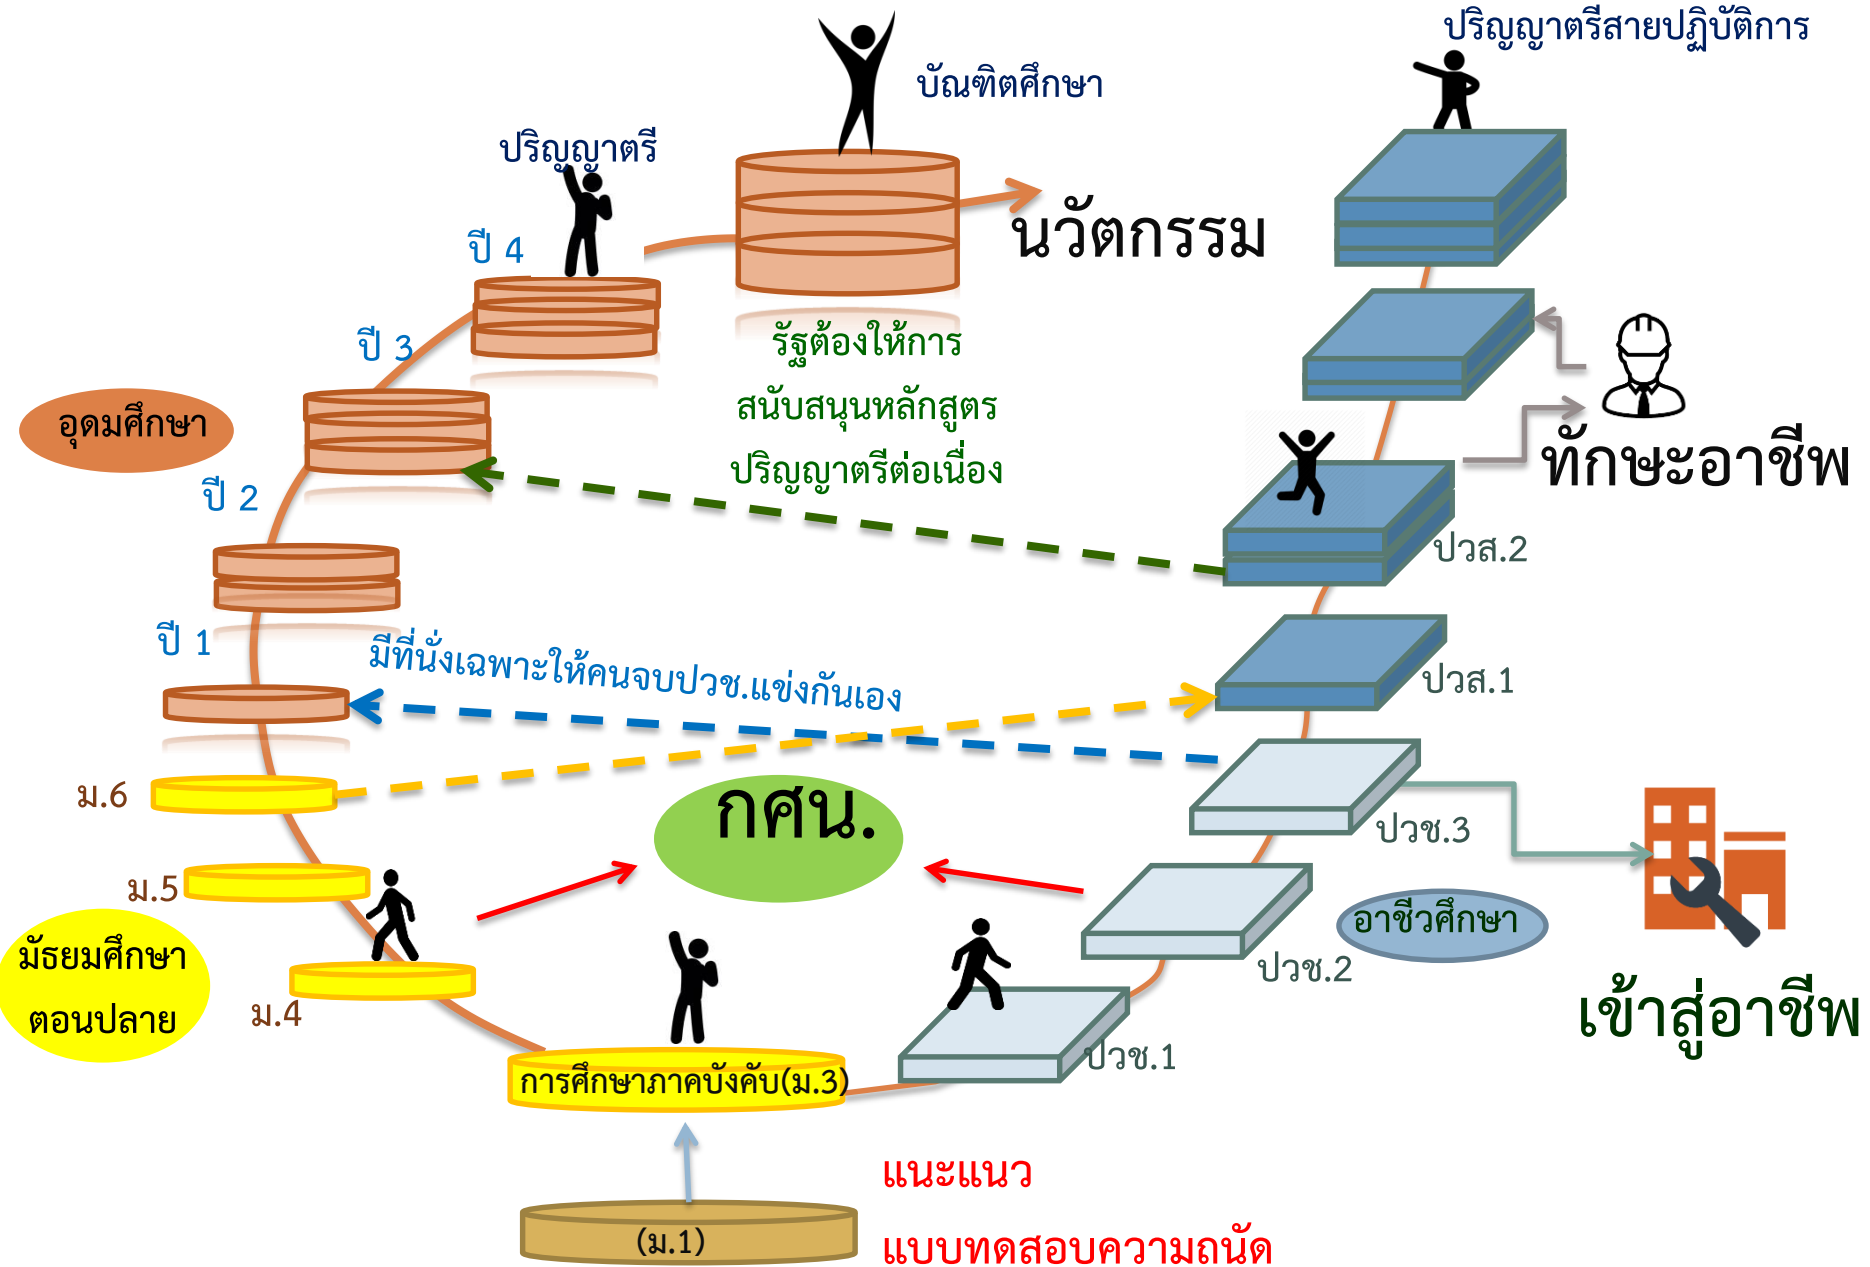 ปริญญาตรีสายปฏิบัติการ
บัณฑิตศึกษา
ปริญญาตรี
ปี 4
นวัตกรรม
ปี 3
รัฐต้องให้การ
สนับสนุนหลักสูตร
ปริญญาตรีต่อเนื่อง
อุดมศึกษา
ทักษะอาชีพ
ปี 2
ปวส.2
ปี 1
มีที่นั่งเฉพาะให้คนจบปวช.แข่งกันเอง
ปวส.1
ม.6
กศน.
ปวช.3
ม.5
อาชีวศึกษา
มัธยมศึกษา
ตอนปลาย
ปวช.2
ม.4
เข้าสู่อาชีพ
ปวช.1
การศึกษาภาคบังคับ(ม.3)
แนะแนว
(ม.1)
แบบทดสอบความถนัด